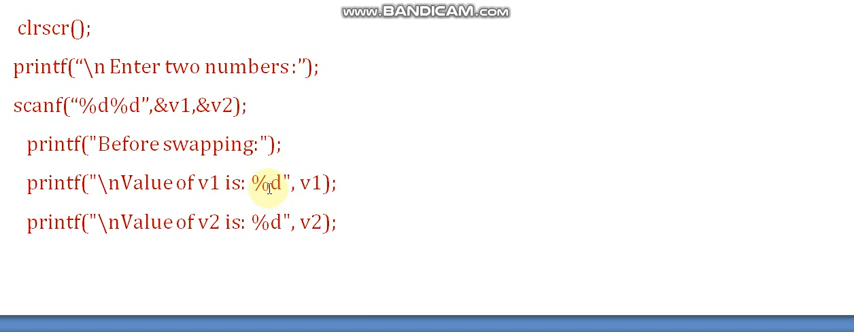 www.BANDICAM.com
clrscr();
printf(“\n Enter two numbers :”);
scanf(“%d%d”,&v1,&v2);
printf("Before swapping:");
printf("\nValue of v1 is: %d", v1);
printf("\nValue of v2 is: %d", v2);